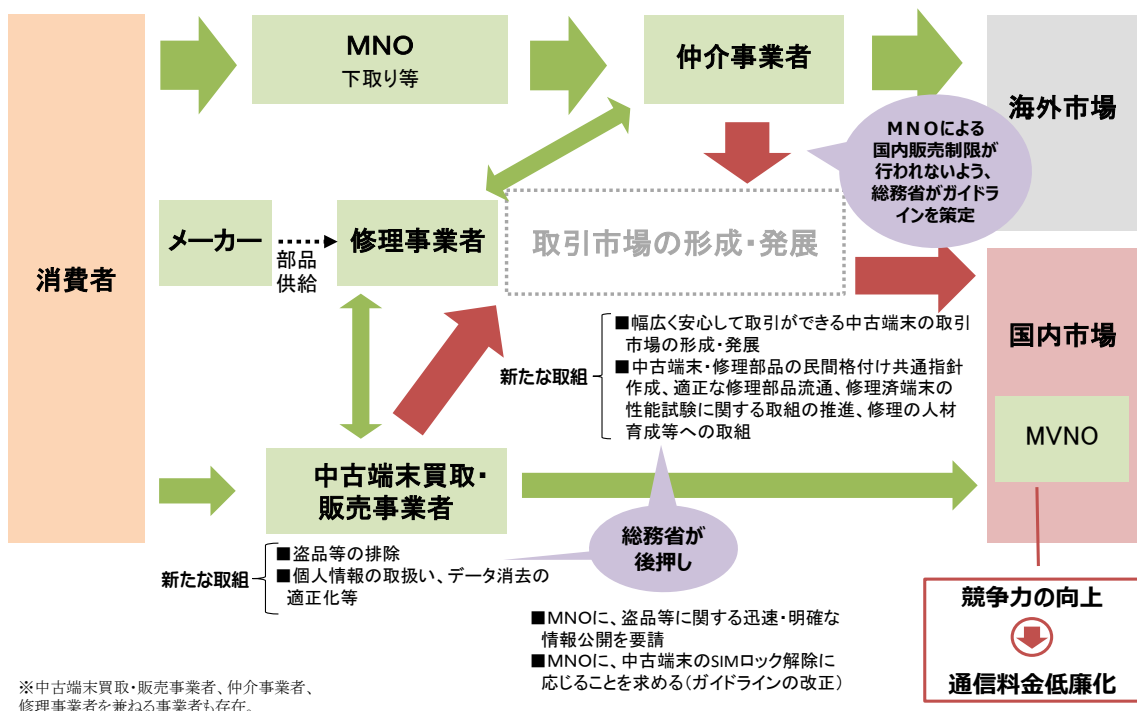 MNO
下取り等
仲介事業者
海外市場
MNOによる
国内販売制限が
行われないよう、
総務省がガイドラ
インを策定
消費者
メーカー
部品
供給
修理事業者
取引市場の形成・発展
国内市場
MVNO
新たな取組
■幅広く安心して取引ができる中古端末の取引
市場の形成・発展
■中古端末・修理部品の民間格付け共通指針
作成、適正な修理部品流通、修理済端末の
性能試験に関する取組の推進、修理の人材
育成等への取組
中古端末買取・
販売事業者
総務省が
後押し
新たな取組
■盗品等の排除
■個人情報の取扱い、データ消去の
適正化等
■MNOに、盗品等に関する迅速・明確な
情報公開を要請
■MNOに、中古端末のSIMロック解除に
応じることを求める(ガイドラインの改正)
競争力の向上
通信料金低廉化
※中古端末買取・販売事業者、仲介事業者、
修理事業者を兼ねる事業者も存在。